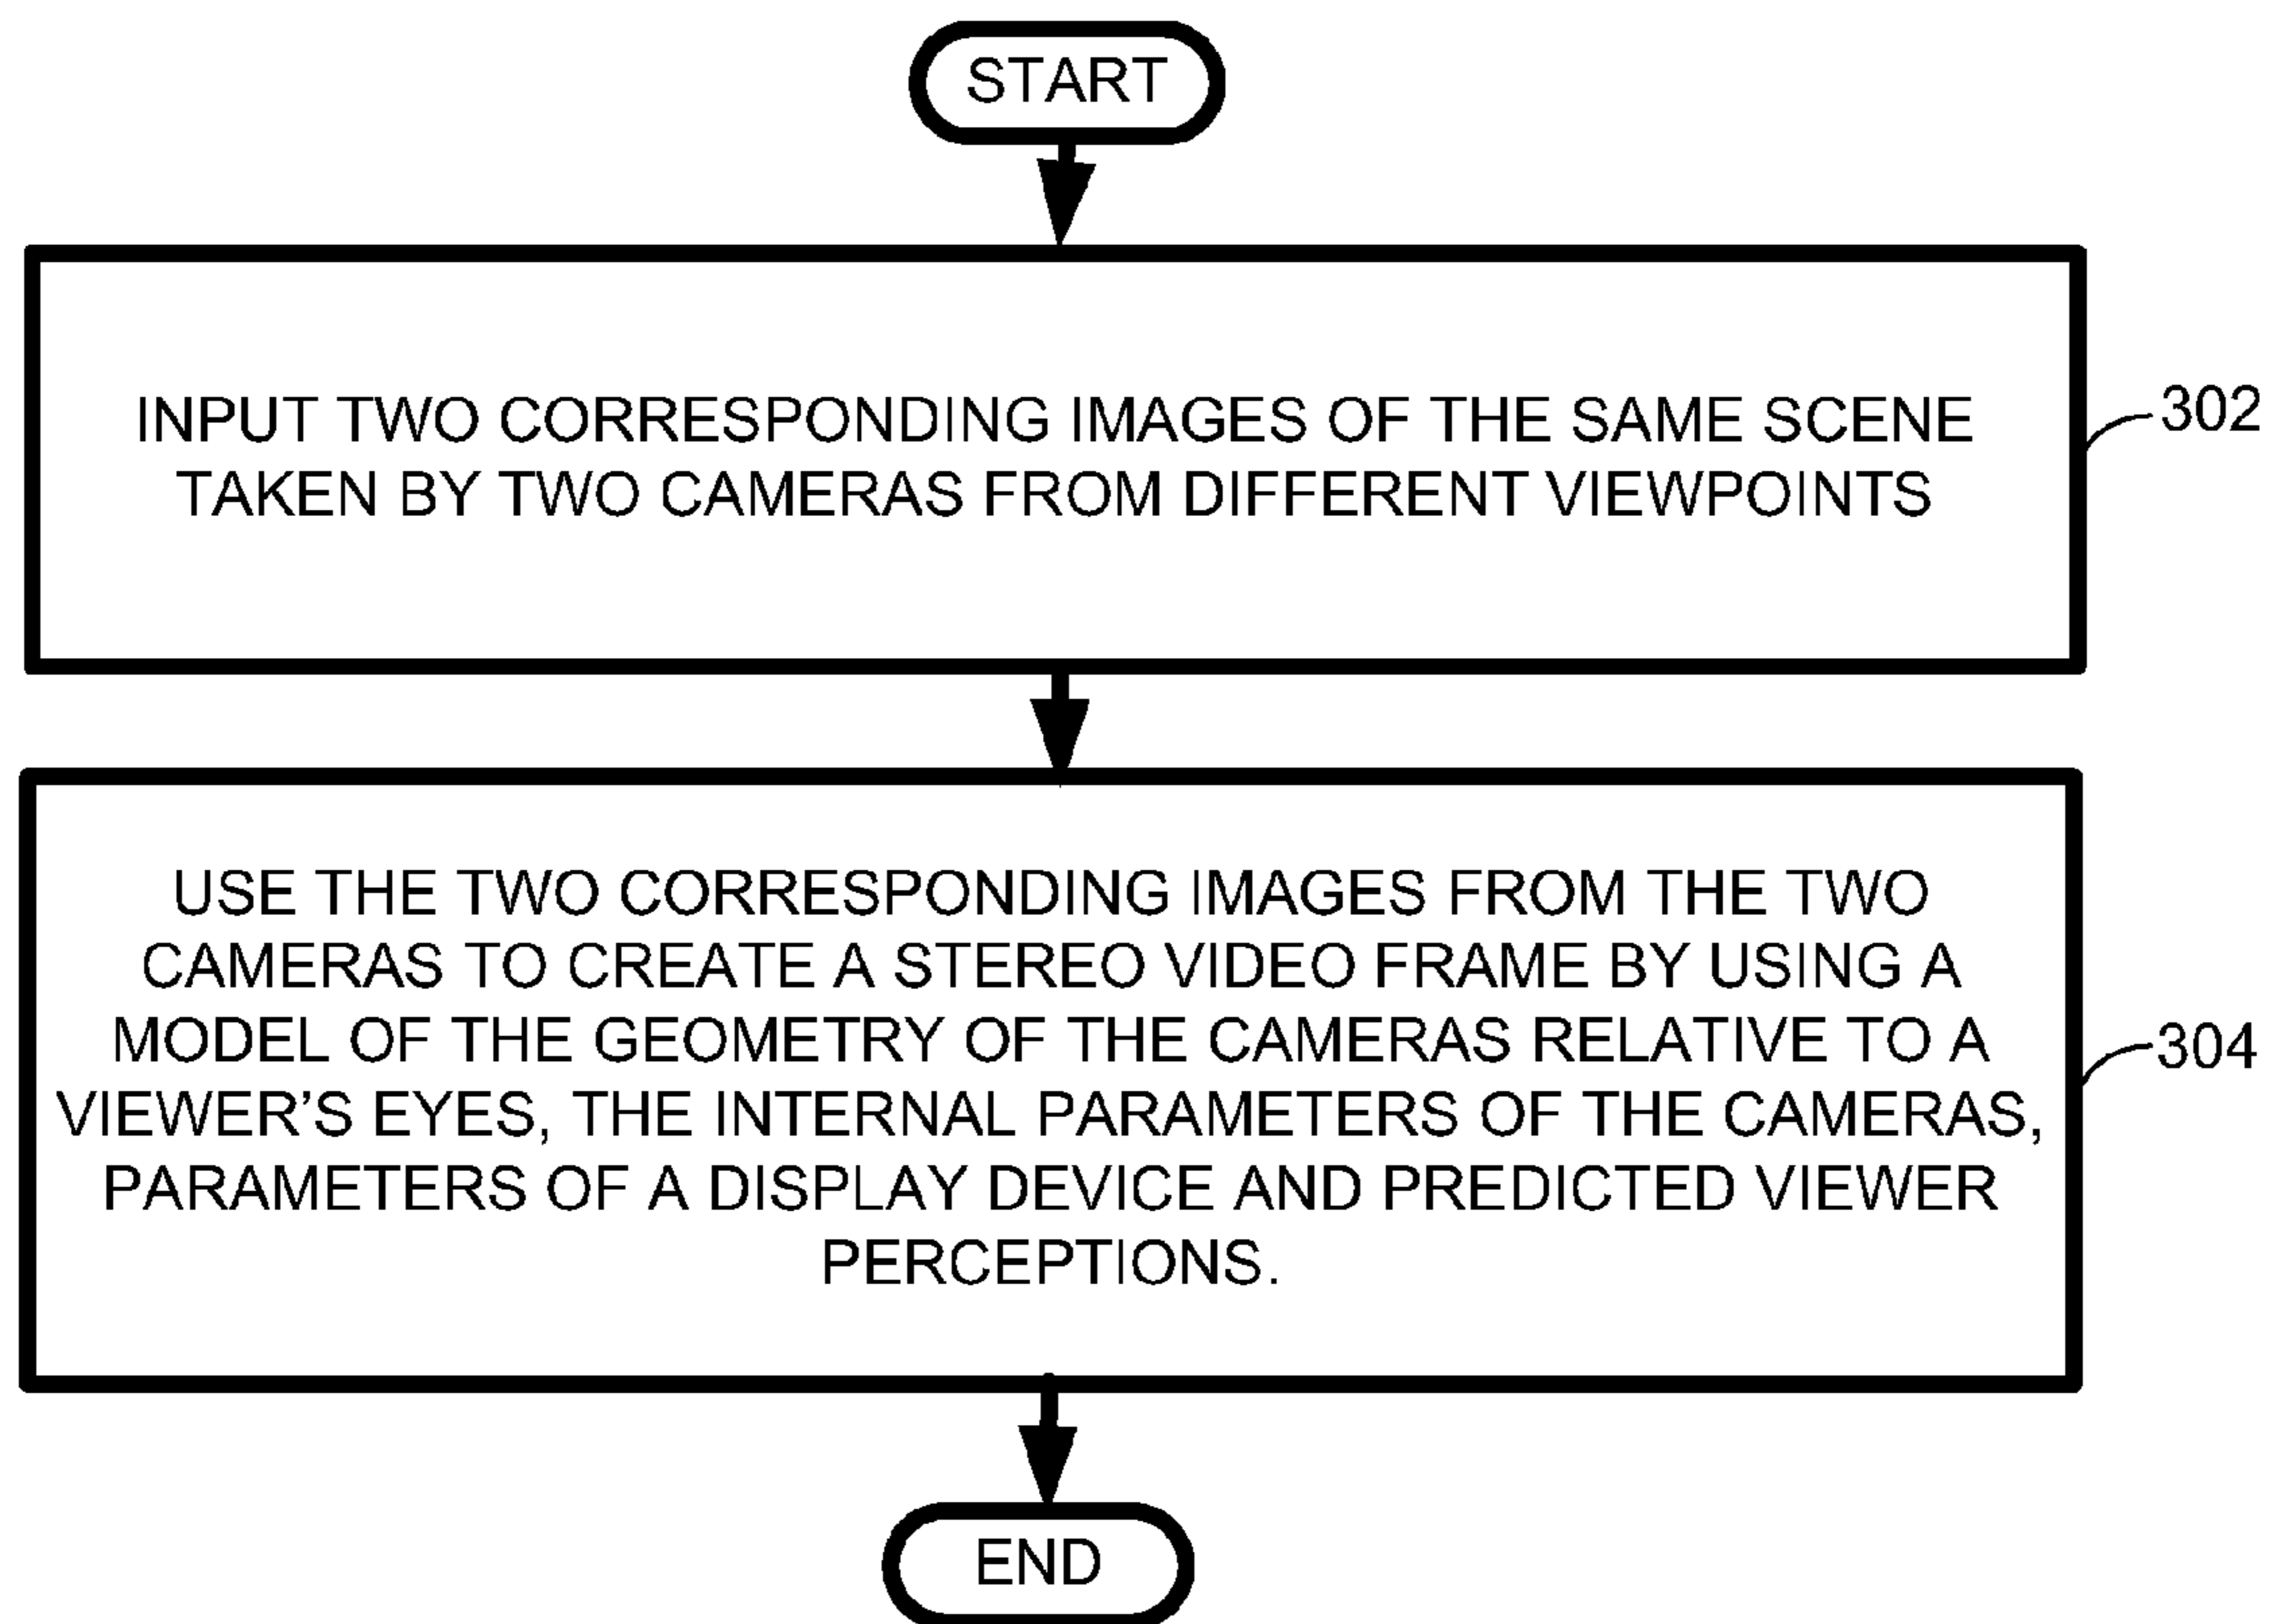 START
INPUT TWO CORRESPONDING IMAGES OF THE SAME SCENE
TAKEN BY TWO CAMERAS FROM DIFFERENT VIEWPOINTS
302
USE THE TWO CORRESPONDING IMAGES FROM THE TWO
CAMERAS TO CREATE A STEREO VIDEO FRAME BY USING A
MODEL OF THE GEOMETRY OF THE CAMERAS RELATIVE TO A
VIEWER’S EYES, THE INTERNAL PARAMETERS OF THE CAMERAS,
PARAMETERS OF A DISPLAY DEVICE AND PREDICTED VIEWER
PERCEPTIONS.
304
END